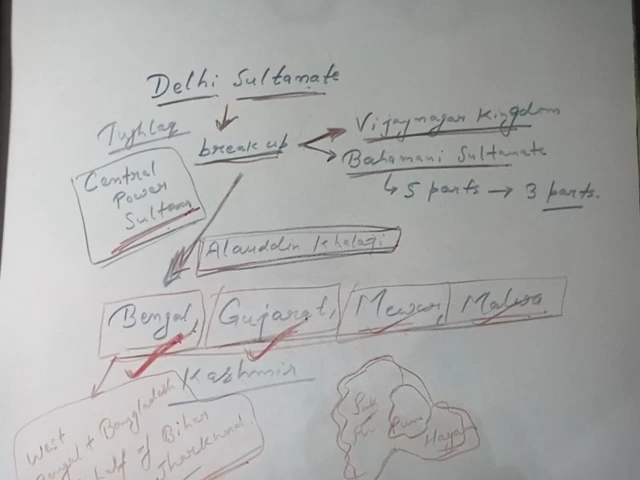 Delhi Sultanate
Tughlaq
break up
Vijaynagar Kingdom
Bahamani Sultanate
↳ 5 parts → 3 parts.
Central
Power
Sultan
Alauddin Khalagi
Bengal, Gujarat, Mewar, Malwa
Kashmir
West
Bengal + Bangladesh
half of Bihar
Jharkhand.